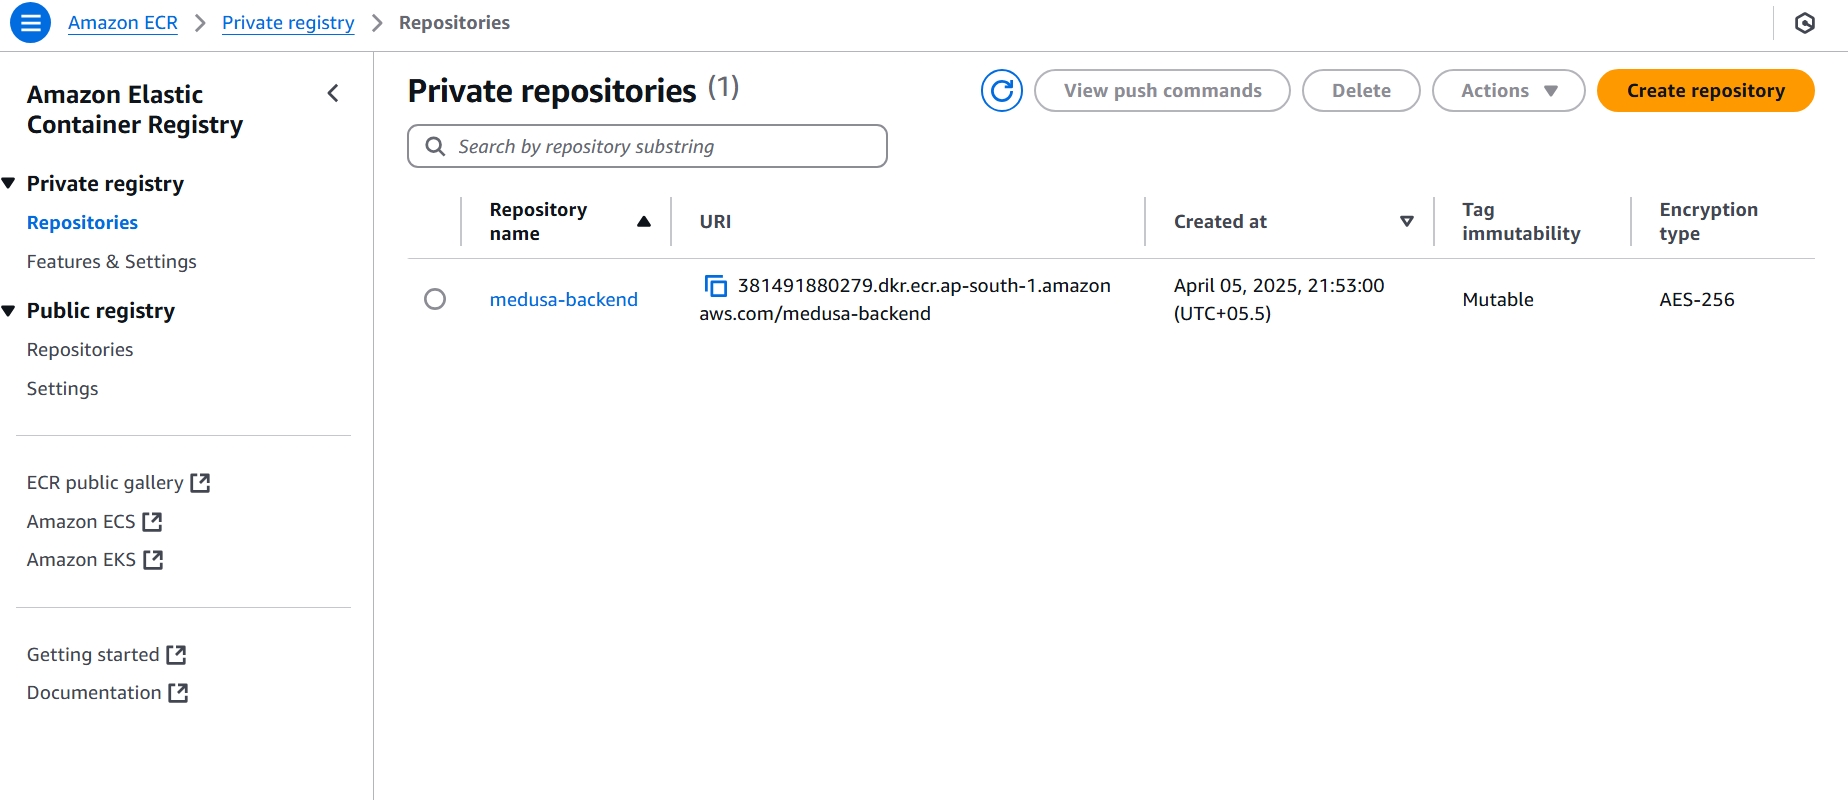 Amazon ECR > Private registry > Repositories
Amazon Elastic
Container Registry
Private registry
Repositories
Features & Settings
Public registry
Repositories
Settings
ECR public gallery
Amazon ECS
Amazon EKS
Getting started
Documentation
Private repositories (1)
View push commands
Delete
Actions
Create repository
Search by repository substring
Repository
name
URI
Created at
Tag
immutability
Encryption
type
medusa-backend
381491880279.dkr.ecr.ap-south-1.amazon
aws.com/medusa-backend
April 05, 2025, 21:53:00
(UTC+05.5)
Mutable
AES-256